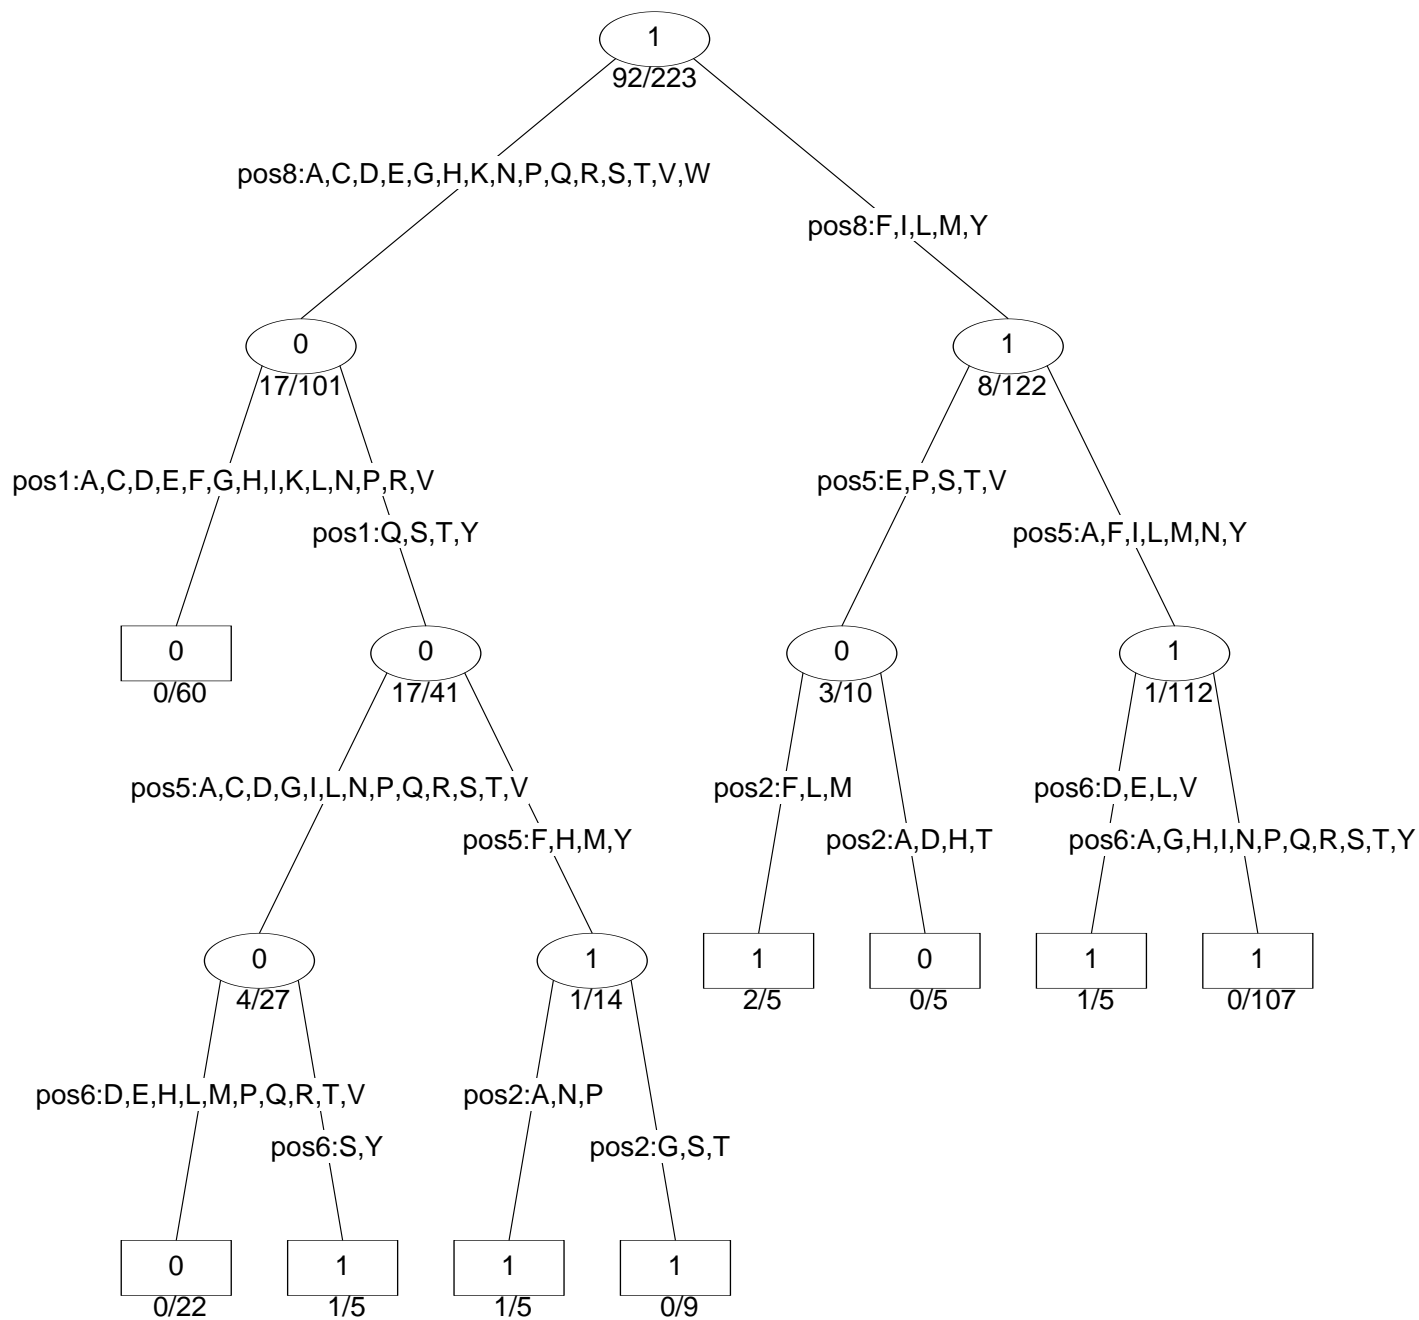 1
92/223
pos8:A,C,D,E,G,H,K,N,P,Q,R,S,T,V,W
pos8:F,I,L,M,Y
0
17/101
1
8/122
pos1:A,C,D,E,F,G,H,I,K,L,N,P,R,V
pos1:Q,S,T,Y
pos5:E,P,S,T,V
pos5:A,F,I,L,M,N,Y
0
0/60
0
17/41
0
3/10
1
1/112
pos5:A,C,D,G,I,L,N,P,Q,R,S,T,V
pos5:F,H,M,Y
pos2:F,L,M
pos2:A,D,H,T
pos6:D,E,L,V
pos6:A,G,H,I,N,P,Q,R,S,T,Y
0
4/27
1
1/14
1
2/5
0
0/5
1
1/5
1
0/107
pos6:D,E,H,L,M,P,Q,R,T,V
pos6:S,Y
pos2:A,N,P
pos2:G,S,T
0
0/22
1
1/5
1
1/5
1
0/9